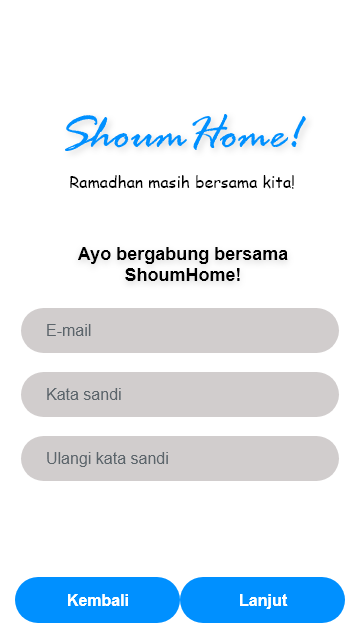 Shoum Home!
Ramadhan masih bersama kita!
Ayo bergabung bersama
ShoumHome!
E-mail
Kata sandi
Ulangi kata sandi
Kembali Lanjut